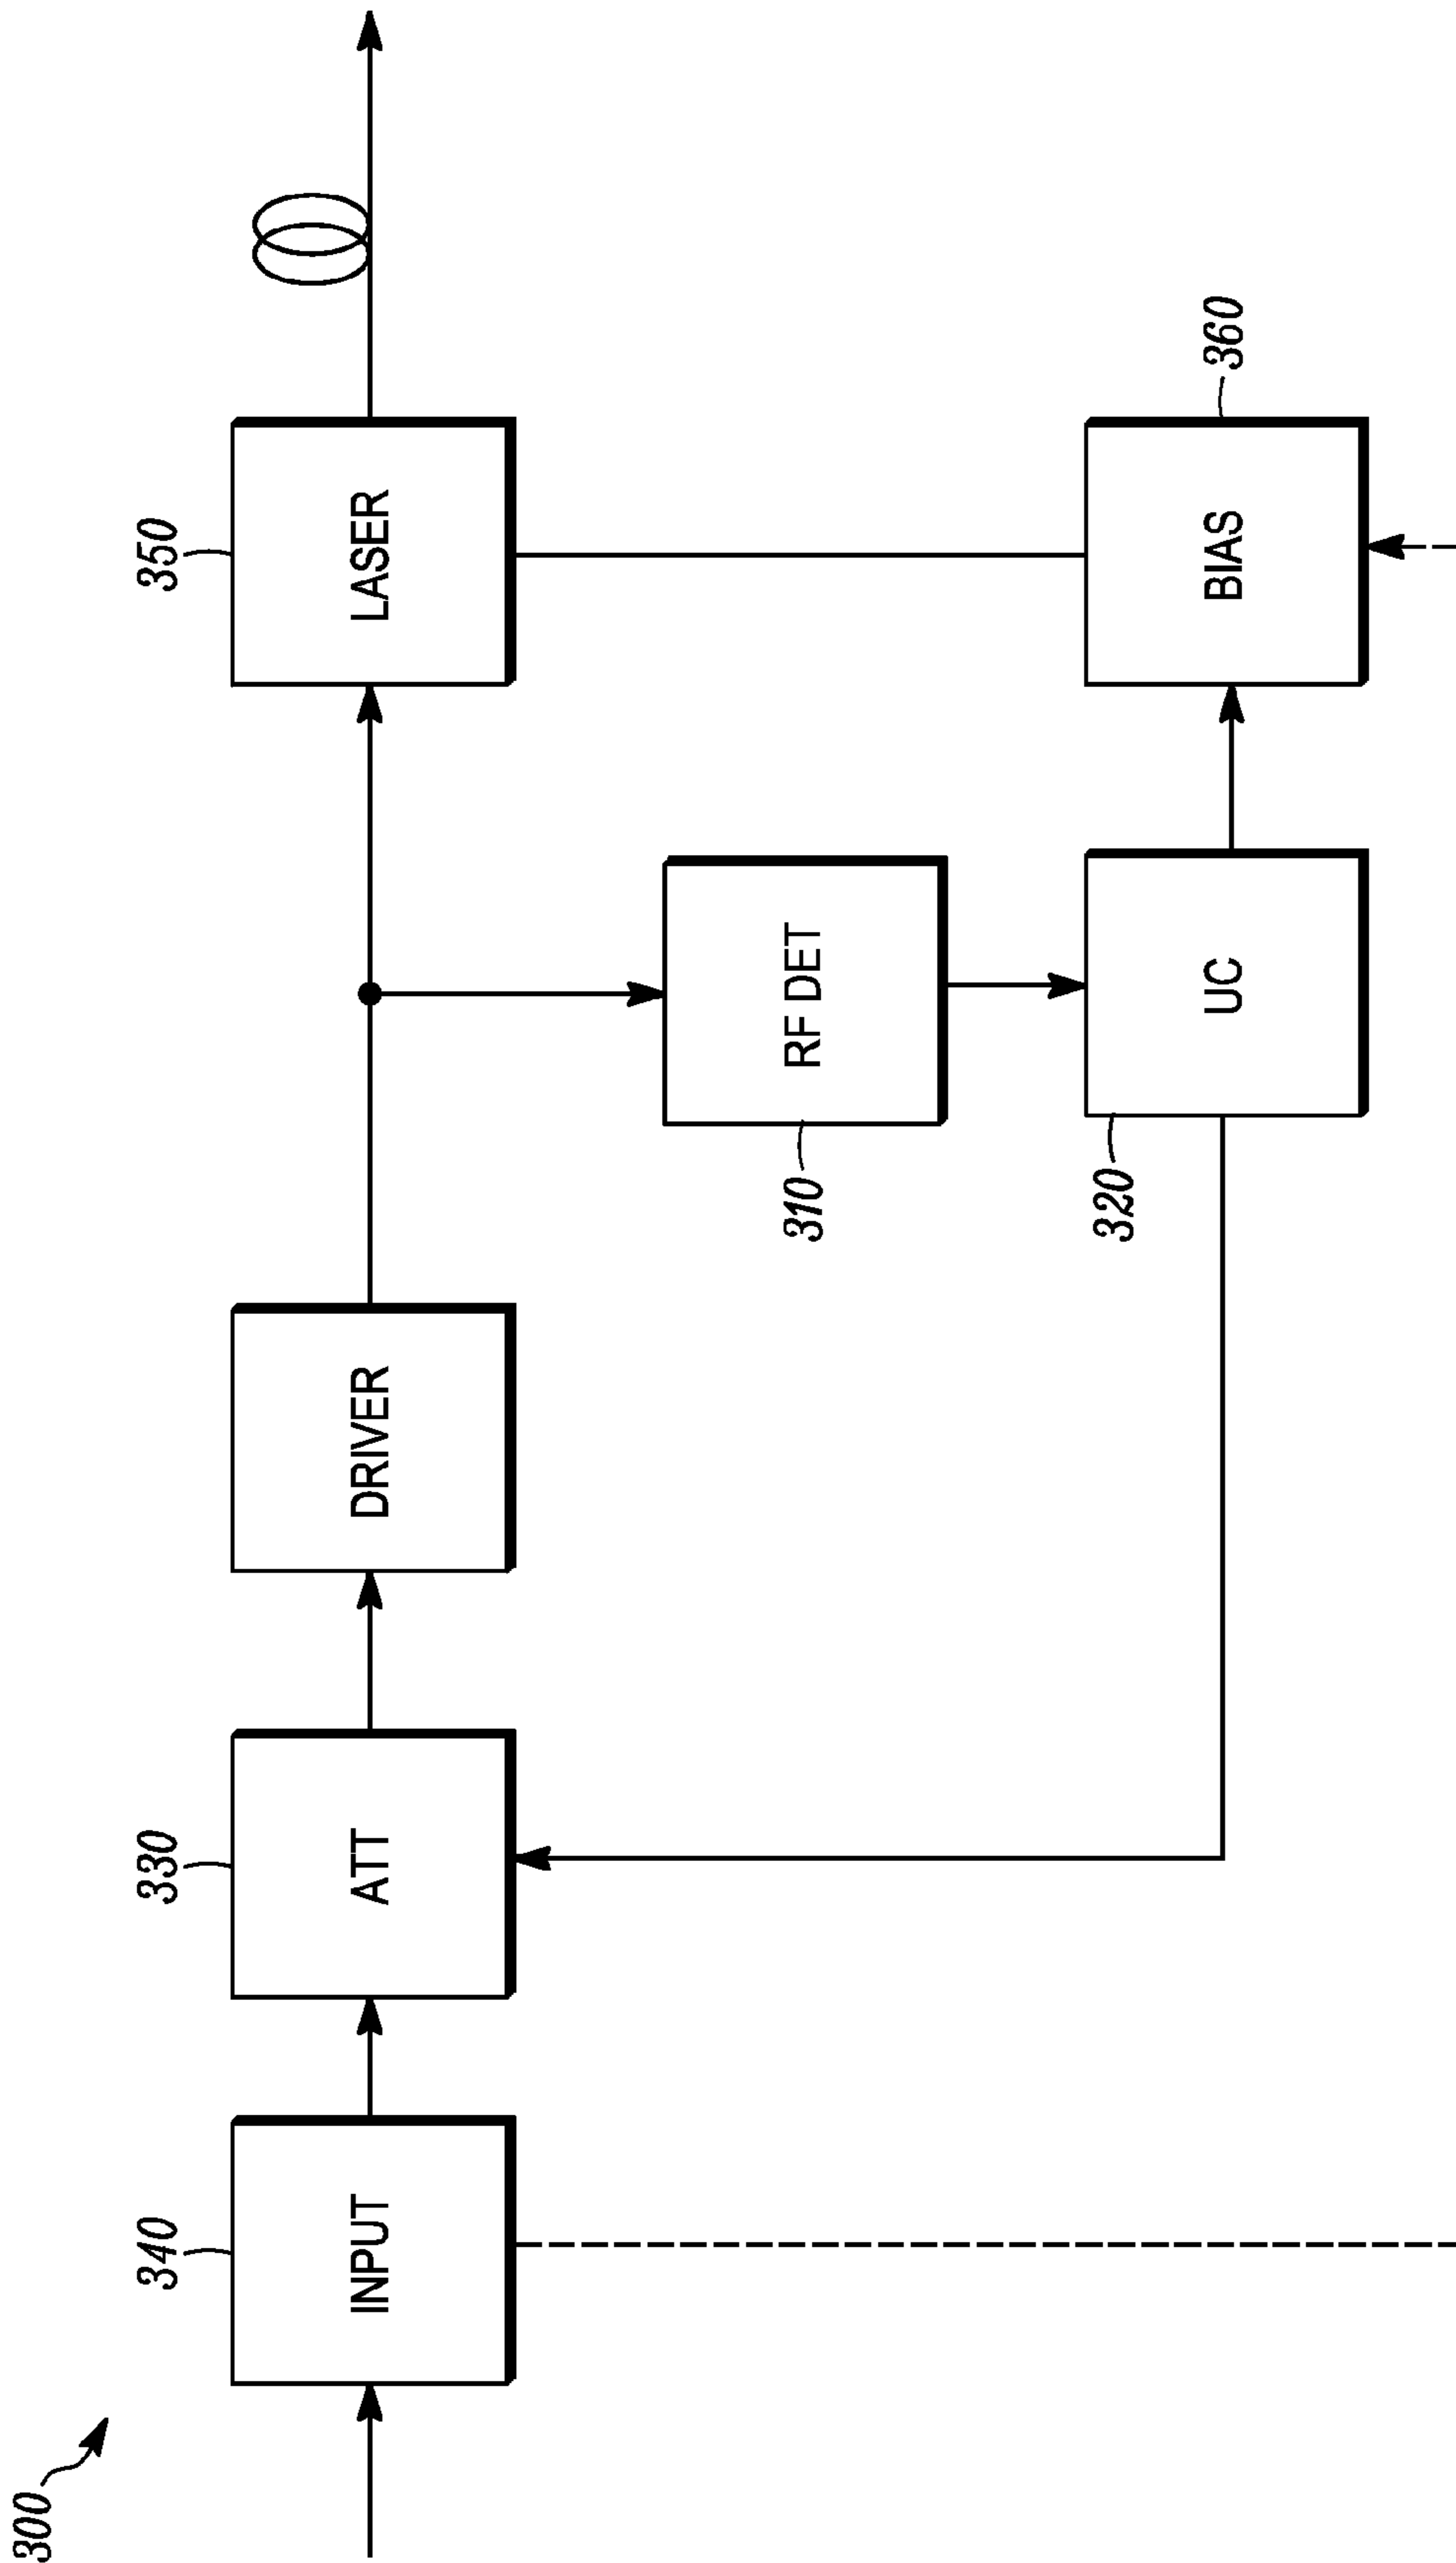 300
340
INPUT
330
ATT
DRIVER
350
LASER
310
RF DET
320
UC
360
BIAS